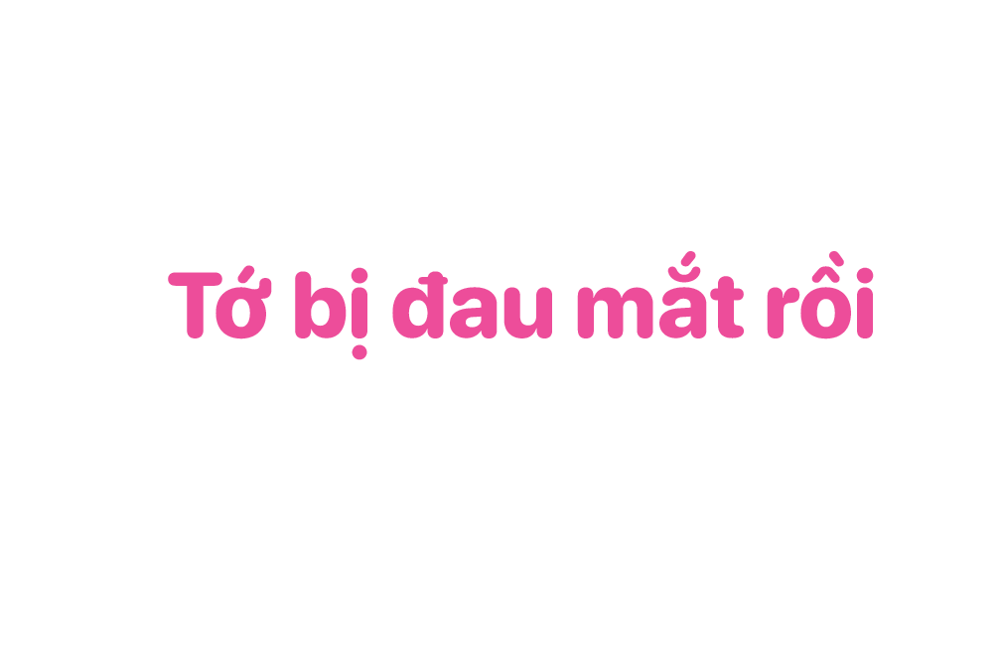 Tớ bị đau mắt rồi